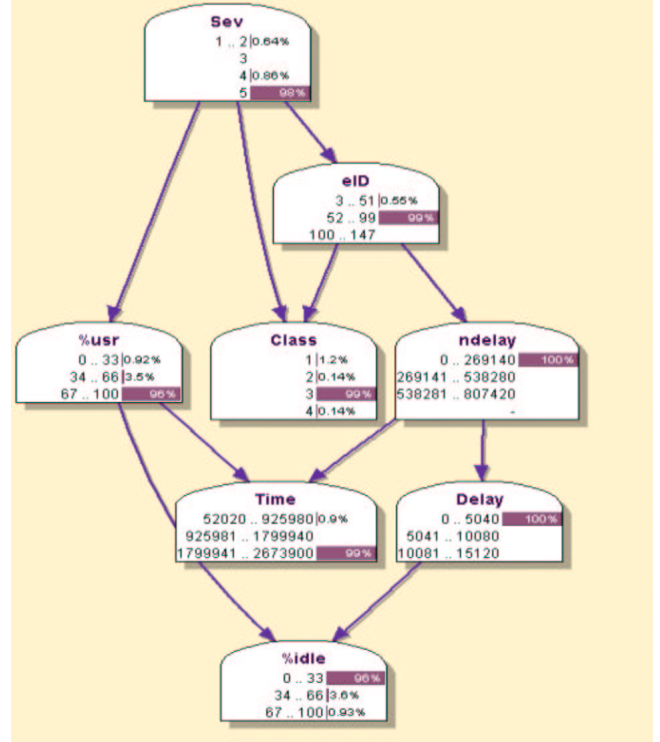 Sev
1 .. 2 0.64%
3
4 0.86%
5 98%
eID
3 .. 51 0.55%
52 .. 99 99%
100 .. 147
%usr
0 .. 33 0.92%
34 .. 66 3.5%
67 .. 100 96%
Class
1 1.2%
2 0.14%
3 99%
4 0.14%
ndelay
0 .. 269140 100%
269141 .. 538280
538281 .. 807420
-
Time
52020 .. 925980 0.9%
925981 .. 1799940
1799941 .. 2673900 99%
Delay
0 .. 5040 100%
5041 .. 10080
10081 .. 15120
%idle
0 .. 33 96%
34 .. 66 3.6%
67 .. 100 0.93%